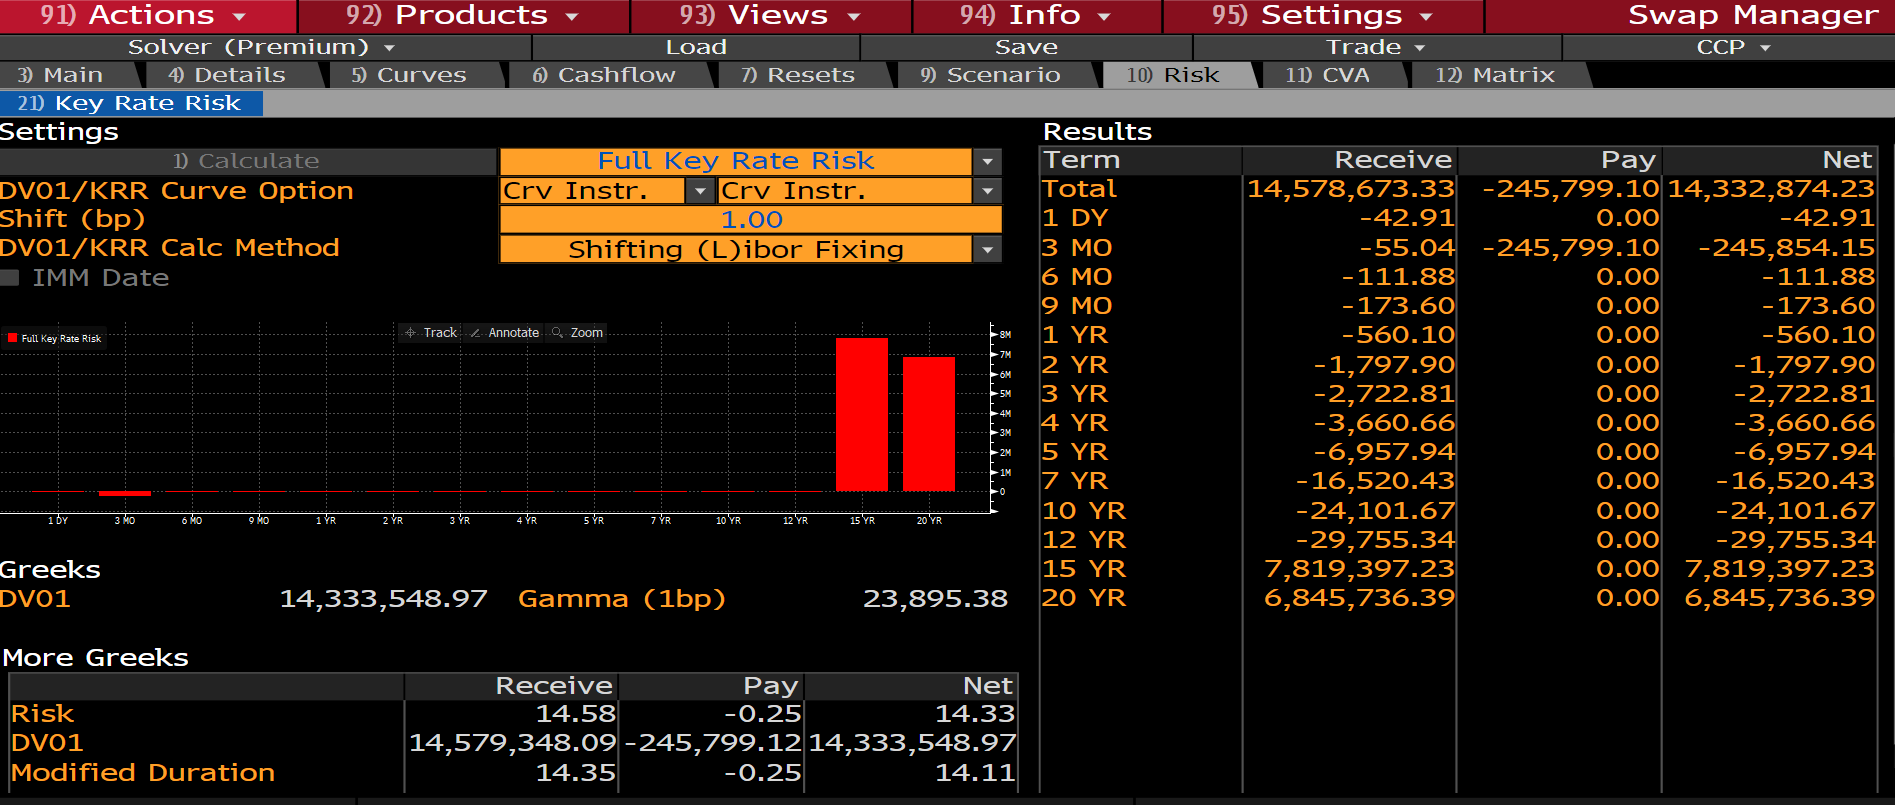 91) Actions 92) Products 93) Views 94) Info 95) Settings Swap Manager
Solver (Premium) Load Save Trade CCP
3) Main 4) Details 5) Curves 6) Cashflow 7) Resets 9) Scenario 10) Risk 11) CVA 12) Matrix
21) Key Rate Risk
Settings
1) Calculate Full Key Rate Risk
DV01/KRR Curve Option Crv Instr. Crv Instr.
Shift (bp) 1.00
DV01/KRR Calc Method Shifting (L)ibor Fixing
IMM Date
Full Key Rate Risk
Track Annotate Zoom
8M
7M
6M
5M
4M
3M
2M
1M
0
1 DY 3 MO 6 MO 9 MO 1 YR 2 YR 3 YR 4 YR 5 YR 7 YR 10 YR 12 YR 15 YR 20 YR
Greeks
DV01 14,333,548.97 Gamma (1bp) 23,895.38
More Greeks
Receive Pay Net
Risk 14.58 -0.25 14.33
DV01 14,579,348.09 -245,799.12 14,333,548.97
Modified Duration 14.35 -0.25 14.11
Results
Term Receive Pay Net
Total 14,578,673.33 -245,799.10 14,332,874.23
1 DY -42.91 0.00 -42.91
3 MO -55.04 -245,799.10 -245,854.15
6 MO -111.88 0.00 -111.88
9 MO -173.60 0.00 -173.60
1 YR -560.10 0.00 -560.10
2 YR -1,797.90 0.00 -1,797.90
3 YR -2,722.81 0.00 -2,722.81
4 YR -3,660.66 0.00 -3,660.66
5 YR -6,957.94 0.00 -6,957.94
7 YR -16,520.43 0.00 -16,520.43
10 YR -24,101.67 0.00 -24,101.67
12 YR -29,755.34 0.00 -29,755.34
15 YR 7,819,397.23 0.00 7,819,397.23
20 YR 6,845,736.39 0.00 6,845,736.39